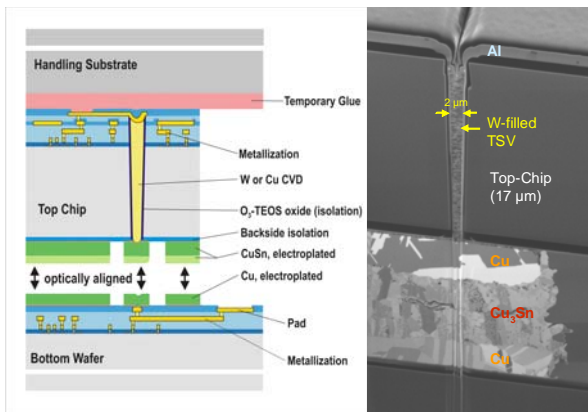 Handling Substrate
Temporary Glue
Metallization
W or Cu CVD
Top Chip
O₃-TEOS oxide (isolation)
Backside isolation
CuSn, electroplated
optically aligned
Cu, electroplated
Pad
Metallization
Bottom Wafer
Al
2 µm
W-filled
TSV
Top-Chip
(17 µm)
Cu
Cu₃Sn
Cu